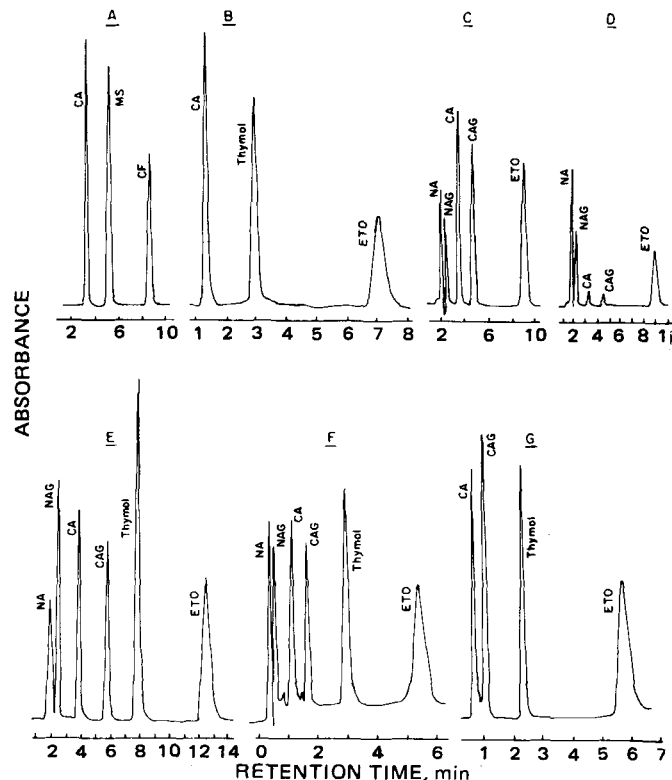 A
B
C
D
CA
MS
CF
CA
Thymol
ETO
NA
NAG
CA
CAG
ETO
NA
NAG
CA
CAG
ETO
2 6 10
1 2 3 4 5 6 7 8
2 6 10
2 4 6 8 1
ABSORBANCE
E
F
G
NA
NAG
CA
CAG
Thymol
ETO
NA
NAG
CA
CAG
Thymol
ETO
CA
CAG
Thymol
ETO
2 4 6 8 10 12 14
0 2 4 6
1 2 3 4 5 6 7
RETENTION TIME, min